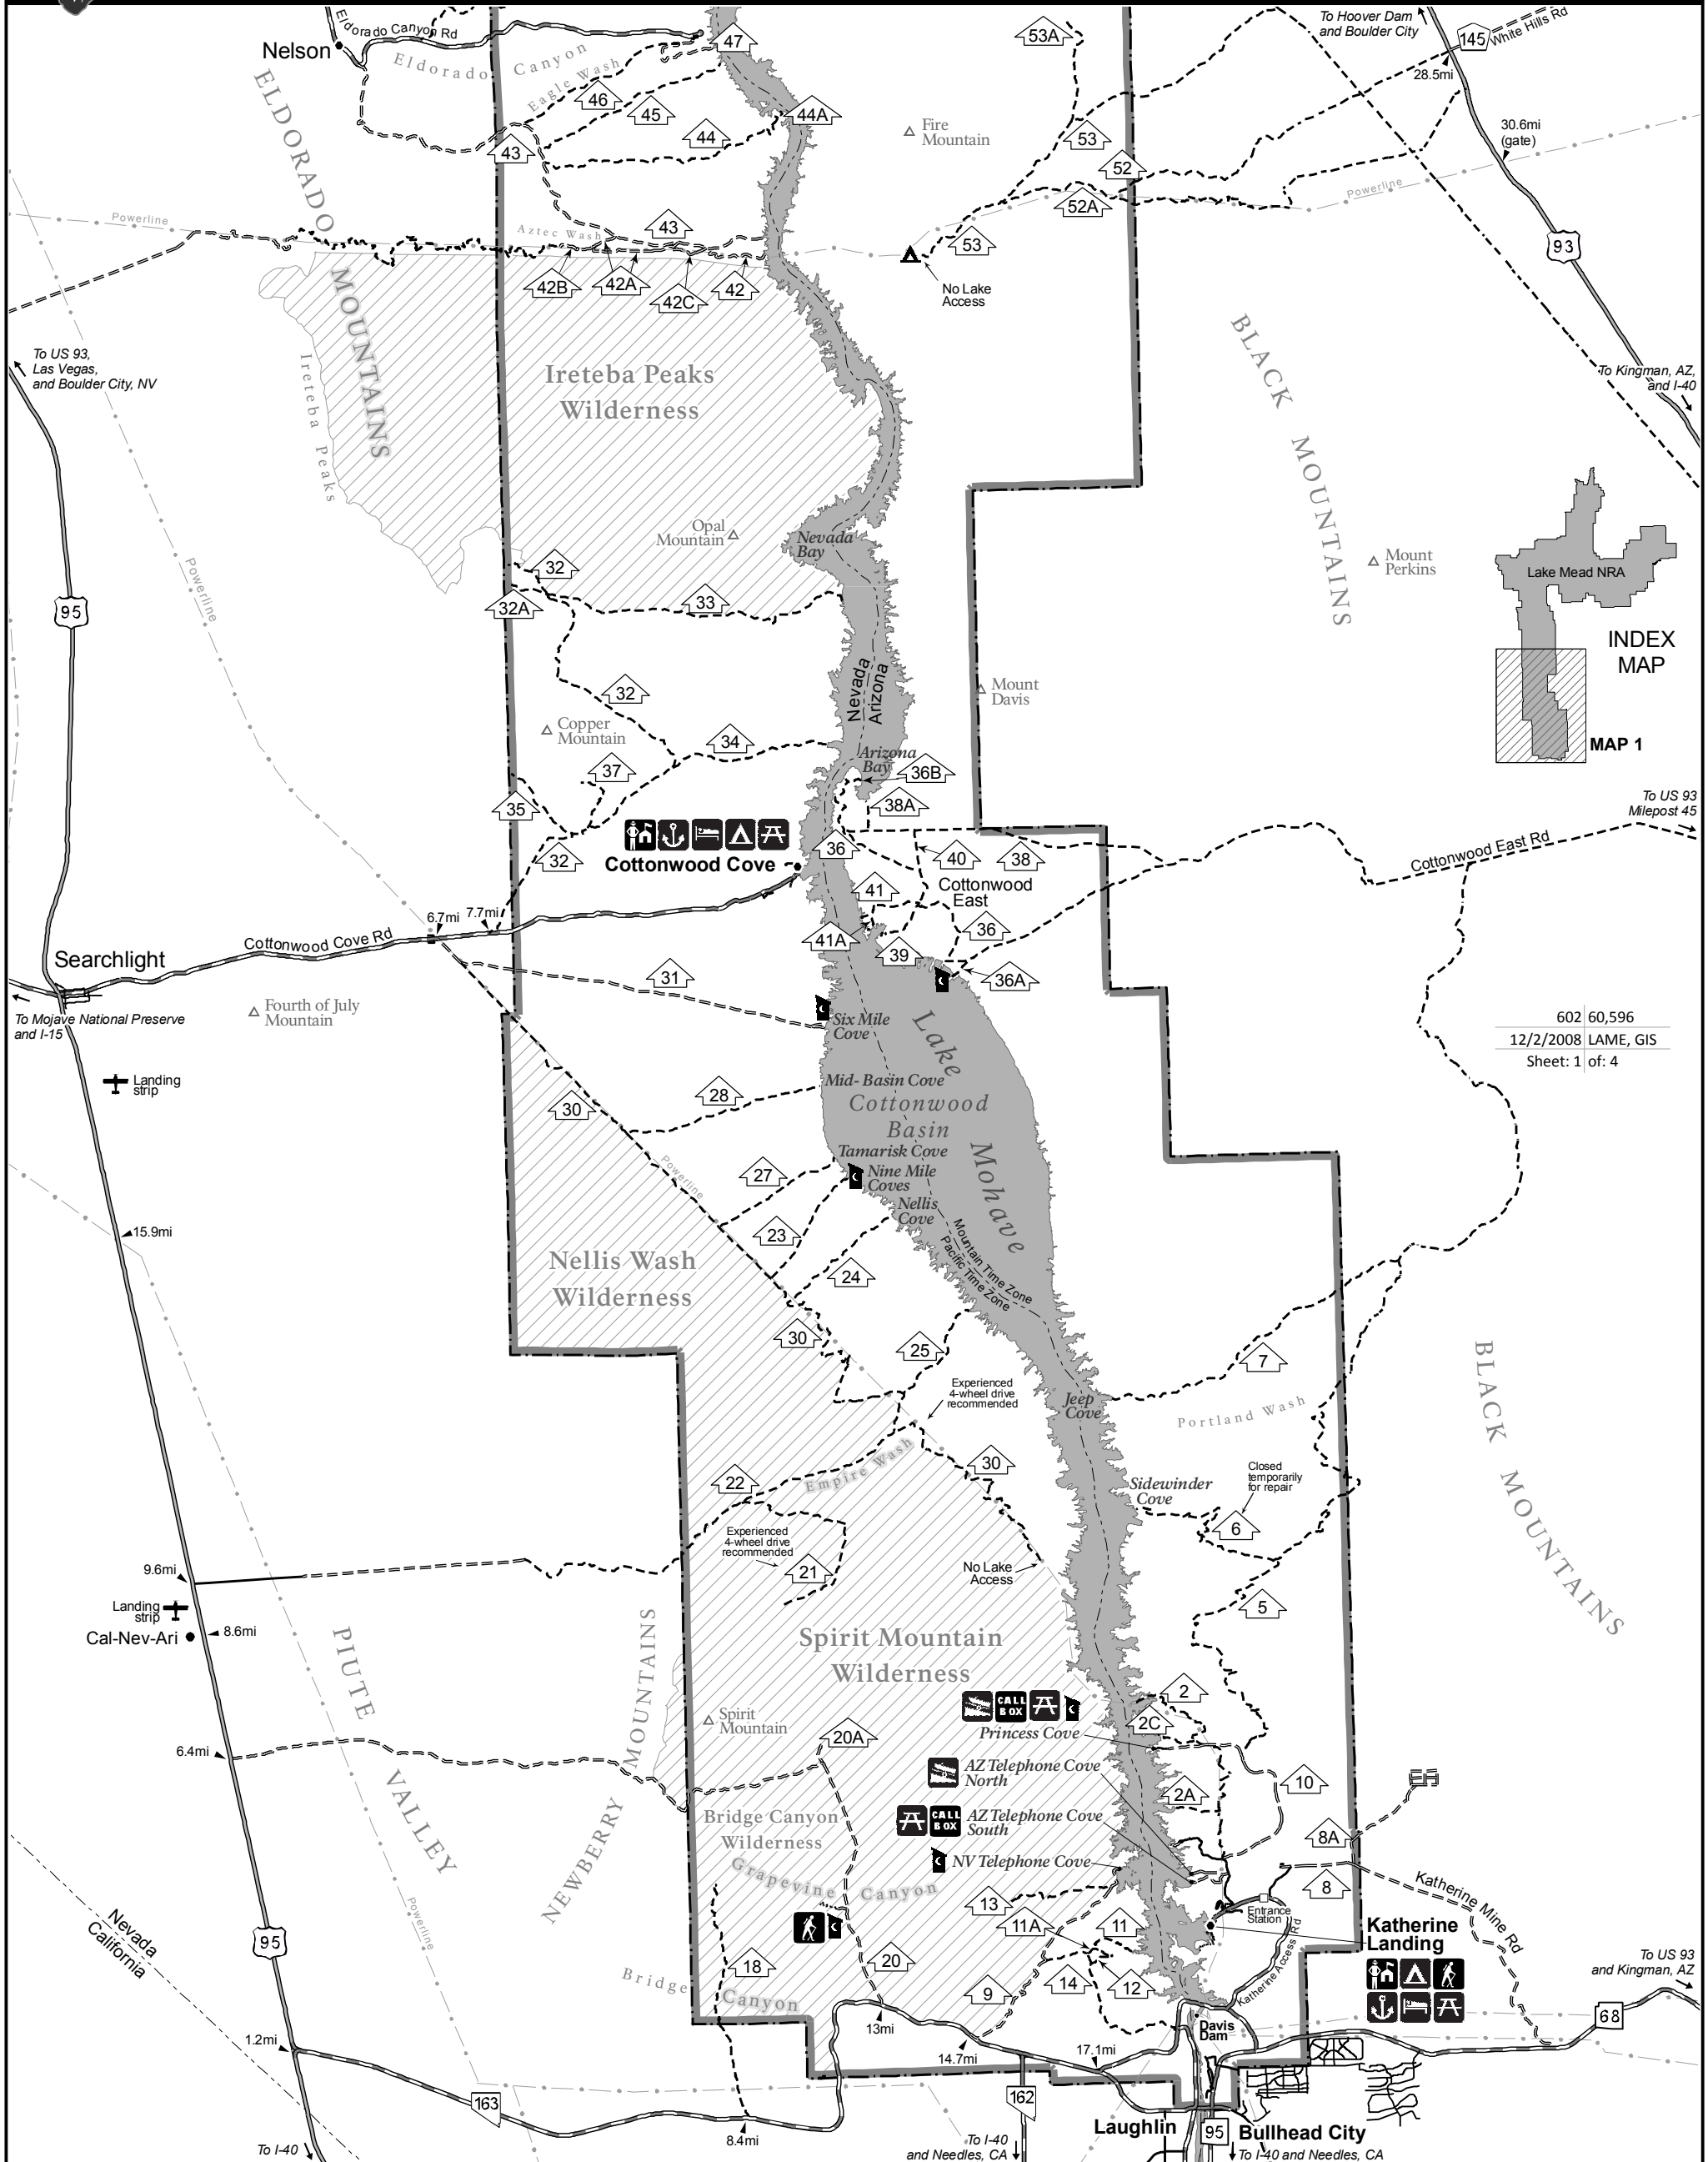 Eldorado Canyon Rd
Nelson
Eldorado Canyon
Eagle Wash
47
53A
To Hoover Dam
and Boulder City
145
White Hills Rd
28.5mi
46
45
44A
44
43
Fire
Mountain
53
52
30.6mi
(gate)
ELDORADO
MOUNTAINS
Powerline
52A
Powerline
43
Aztec Wash
53
93
42B
42A
42C
42
No Lake
Access
Ireteba Peaks
Ireteba Peaks
Wilderness
BLACK MOUNTAINS
To US 93,
Las Vegas,
and Boulder City, NV
To Kingman, AZ,
and I-40
Opal
Mountain
Nevada
Bay
Mount
Perkins
Lake Mead NRA
INDEX
MAP
MAP 1
Powerline
32
32A
33
95
Nevada
Arizona
Mount
Davis
32
Copper
Mountain
34
37
Arizona
Bay
36B
38A
35
To US 93
Milepost 45
Cottonwood East Rd
36
40
38
32
Cottonwood Cove
Cottonwood
East
41
36
41A
39
36A
6.7mi
7.7mi
Cottonwood Cove Rd
Searchlight
31
Fourth of July
Mountain
To Mojave National Preserve
and I-15
Six Mile
Cove
Lake
Mohave
602 60,596
12/2/2008 LAME, GIS
Sheet: 1 of: 4
Landing
strip
Mid-Basin Cove
28
30
Cottonwood
Basin
Tamarisk Cove
Powerline
27
Nine Mile
Coves
Nellis
Cove
23
15.9mi
24
Nellis Wash
Wilderness
Mountain Time Zone
Pacific Time Zone
30
25
7
BLACK MOUNTAINS
Experienced
4-wheel drive
recommended
Jeep
Cove
Portland Wash
Empire Wash
22
30
Sidewinder
Cove
Closed
temporarily
for repair
6
Experienced
4-wheel drive
recommended
21
No Lake
Access
9.6mi
Landing
strip
Cal-Nev-Ari
8.6mi
5
PIUTE
VALLEY
NEWBERRY
MOUNTAINS
Spirit Mountain
Wilderness
2
CALL
BOX
2C
Princess Cove
Spirit
Mountain
20A
6.4mi
AZ Telephone Cove
North
10
2A
CALL
BOX
AZ Telephone Cove
South
Bridge Canyon
Wilderness
8A
NV Telephone Cove
Grapevine Canyon
8
Katherine Mine Rd
13
11A
11
Entrance
Station
Katherine
Landing
Nevada
California
95
Powerline
18
20
14
12
9
Katherine Access Rd
To US 93
and Kingman, AZ
Bridge
Canyon
68
13mi
Davis
Dam
1.2mi
14.7mi
17.1mi
163
162
8.4mi
Laughlin
95
Bullhead City
To I-40
To I-40
and Needles, CA
To I-40 and Needles, CA